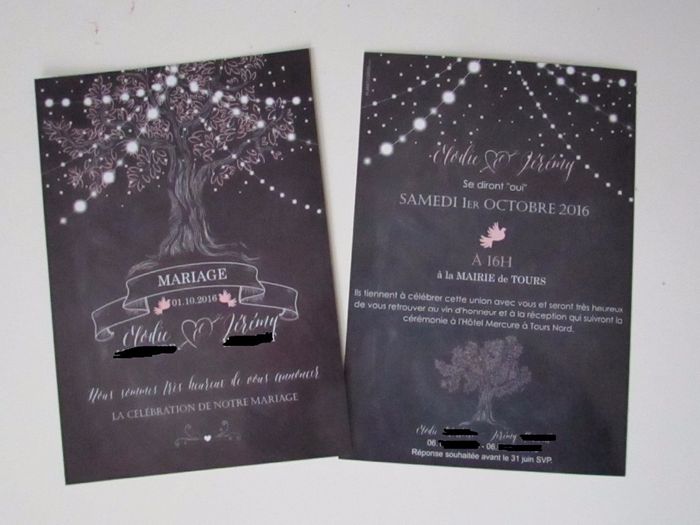 MARIAGE
01.10.2016
Elodie & Jérémy
Nous sommes très heureux de vous annoncer
LA CÉLÉBRATION DE NOTRE MARIAGE
Elodie & Jérémy
Se diront "oui"
SAMEDI 1ER OCTOBRE 2016
A 16H
à la MAIRIE de TOURS
Ils tiennent à célébrer cette union avec vous et seront très heureux
de vous retrouver au vin d'honneur et à la réception qui suivront la
cérémonie à l'Hôtel Mercure à Tours Nord.
Elodie Jérémy
06. - 06.
Réponse souhaitée avant le 31 juin SVP.